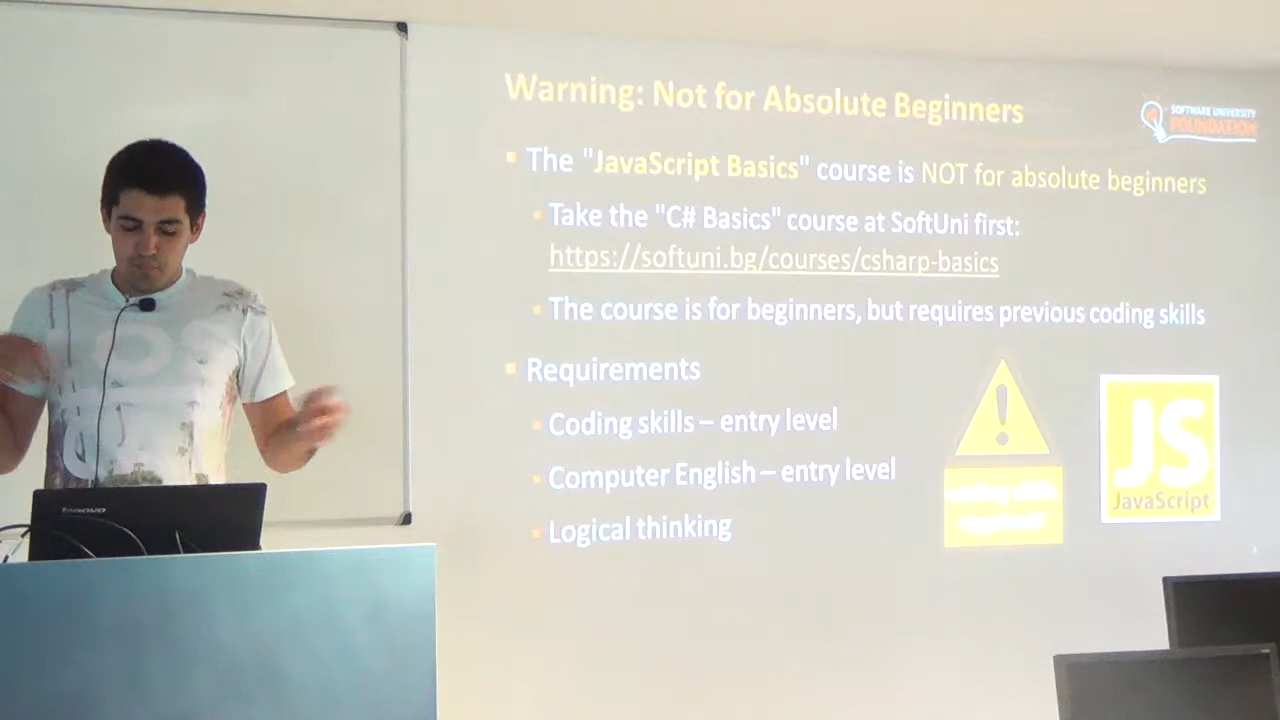 Warning: Not for Absolute Beginners
SOFTWARE UNIVERSITY
FOUNDATION
The "JavaScript Basics" course is NOT for absolute beginners
Take the "C# Basics" course at SoftUni first:
https://softuni.bg/courses/csharp-basics
The course is for beginners, but requires previous coding skills
Requirements
Coding skills – entry level
Computer English – entry level
Logical thinking
!
JS
JavaScript
lenovo